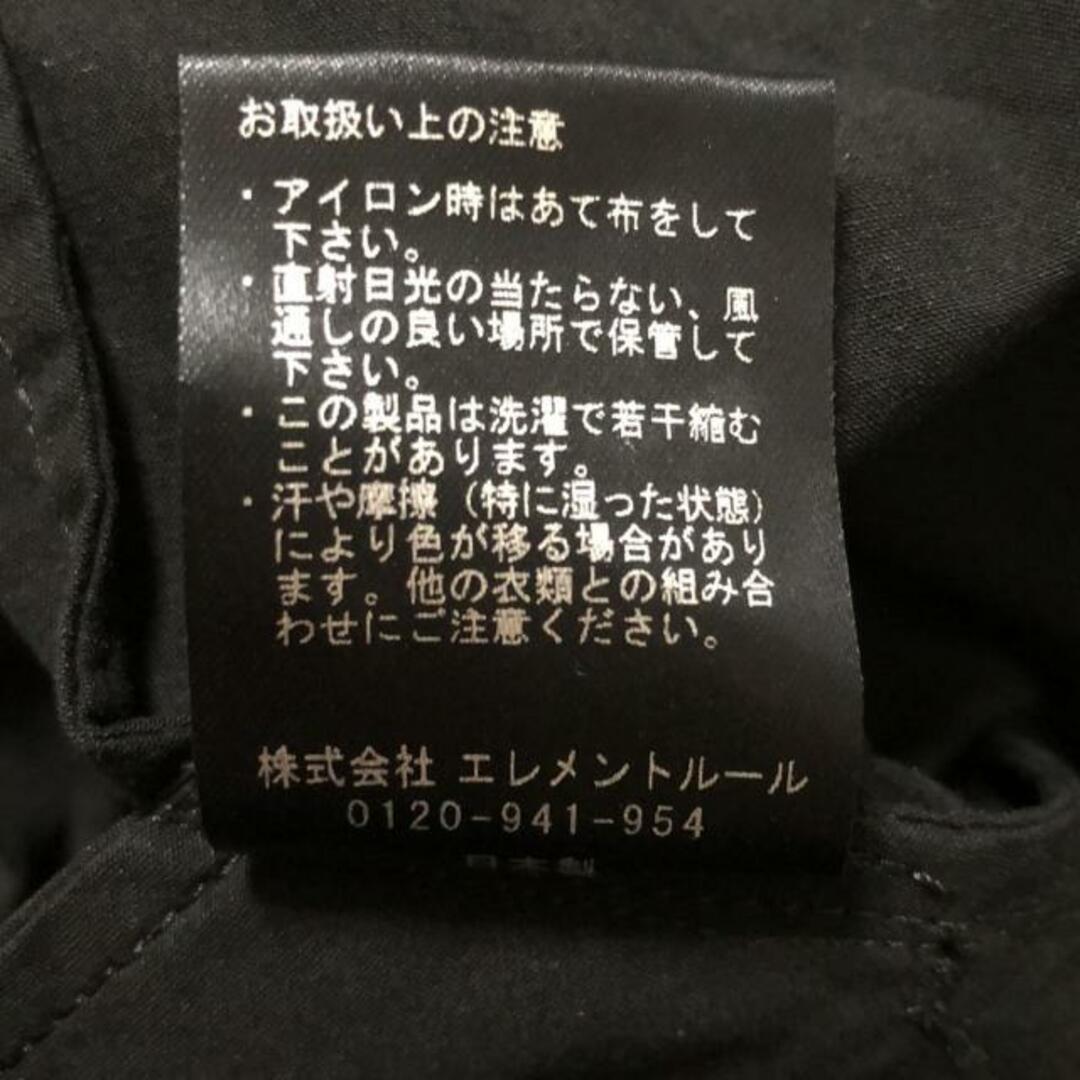 お取扱い上の注意
・アイロン時はあて布をして
下さい。
・直射日光の当たらない、風
通しの良い場所で保管して
下さい。
・この製品は洗濯で若干縮む
ことがあります。
・汗や摩擦（特に湿った状態）
により色が移る場合があり
ます。他の衣類との組み合
わせにご注意ください。
株式会社 エレメントルール
0120-941-954